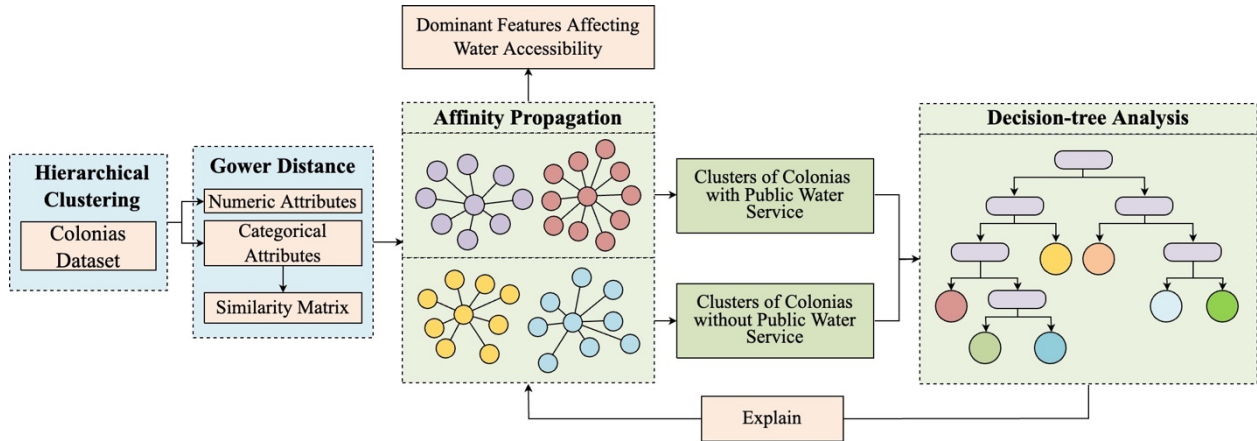 Dominant Features Affecting
Water Accessibility
Hierarchical
Clustering
Colonias
Dataset
Gower Distance
Numeric Attributes
Categorical
Attributes
Similarity Matrix
Affinity Propagation
Clusters of Colonias
with Public Water
Service
Clusters of Colonias
without Public Water
Service
Decision-tree Analysis
Explain